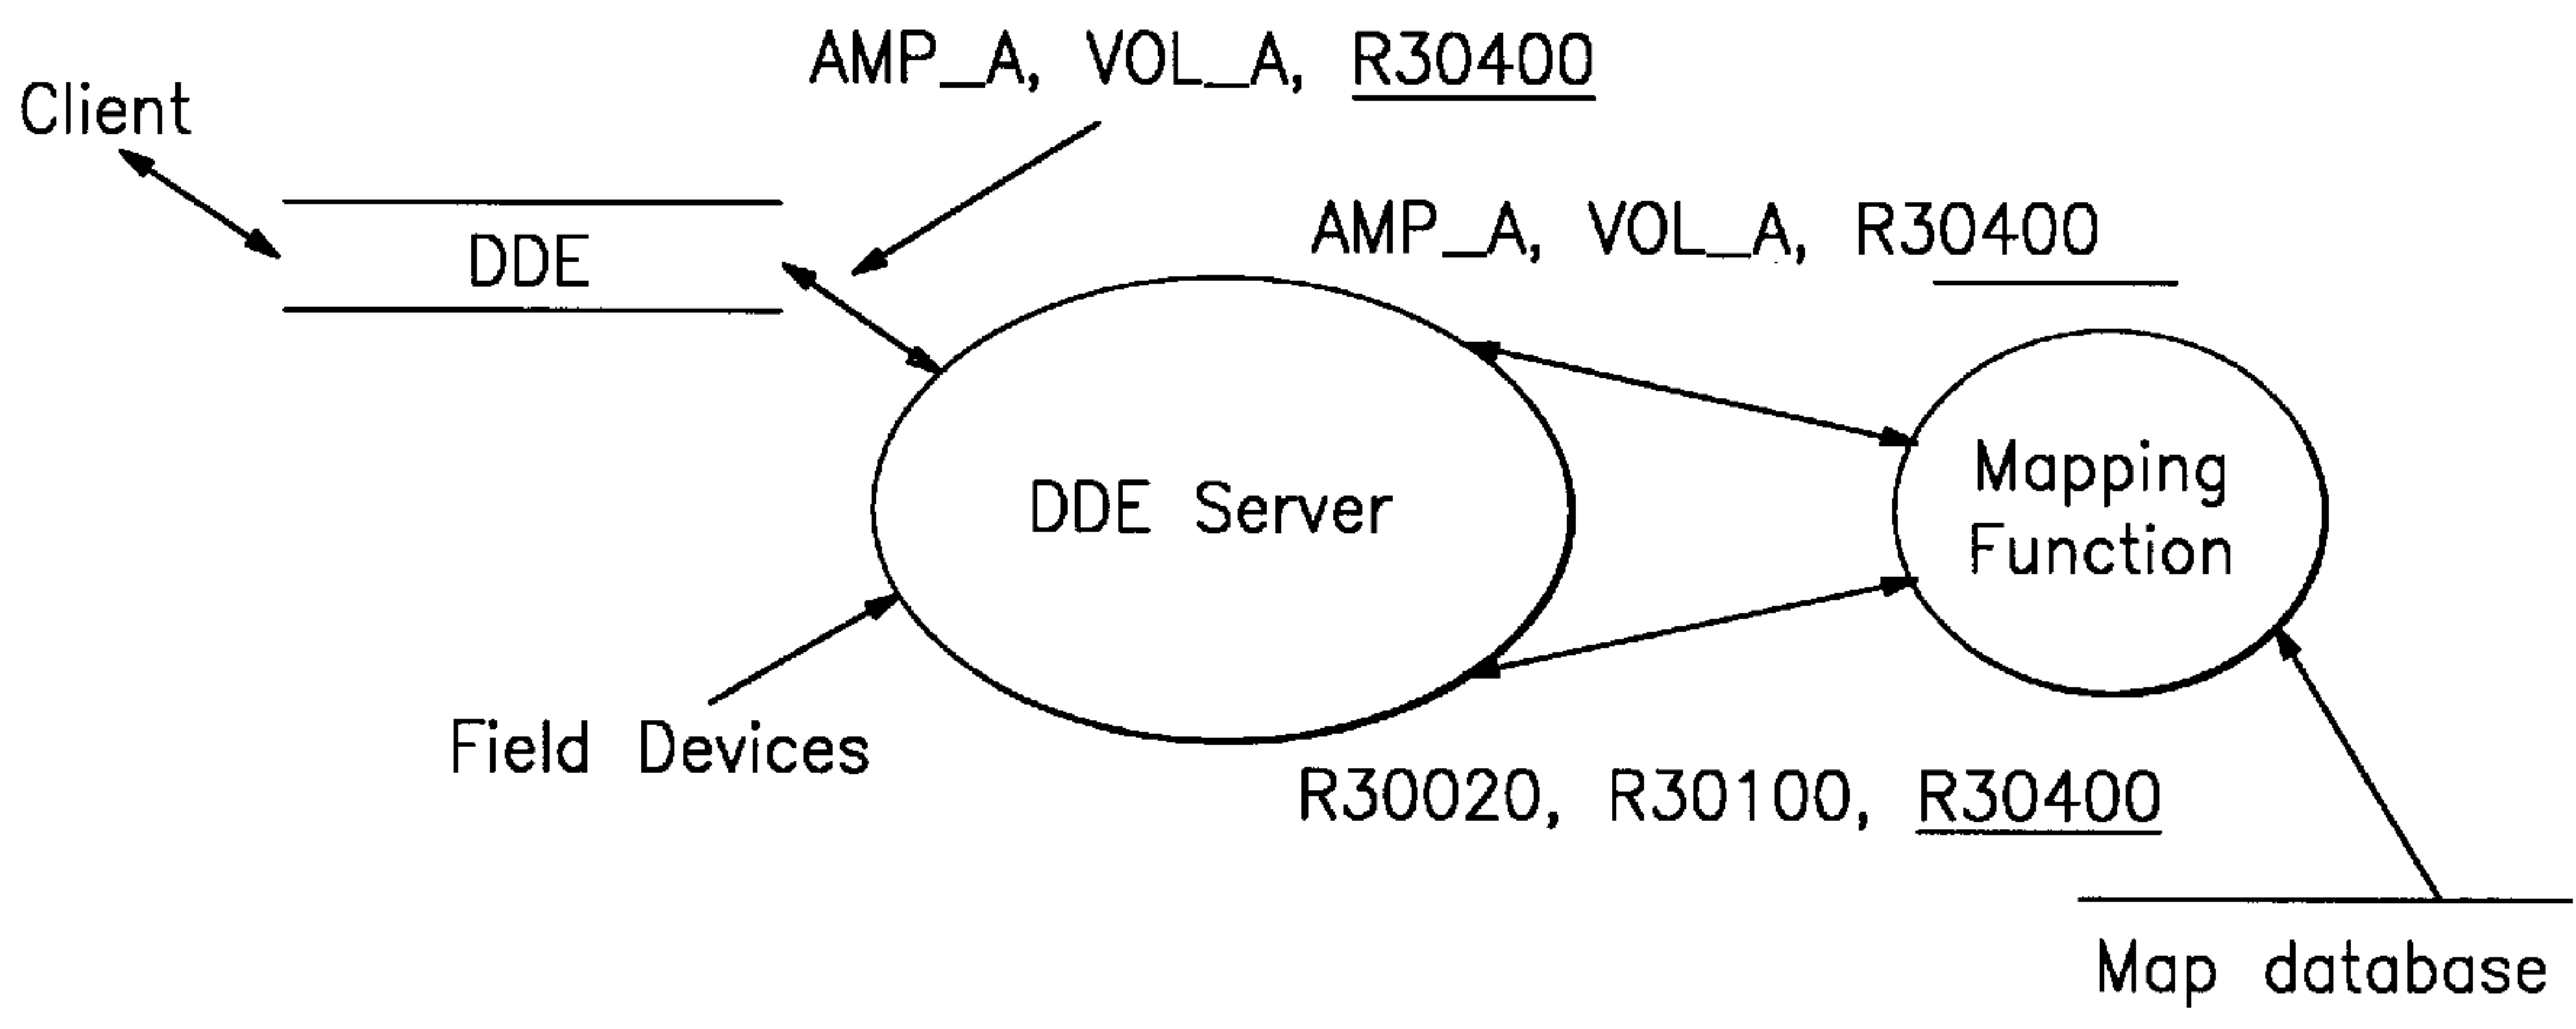 AMP_A, VOL_A, R30400
Client
AMP_A, VOL_A, R30400
DDE
DDE Server
Mapping
Function
Field Devices
R30020, R30100, R30400
Map database